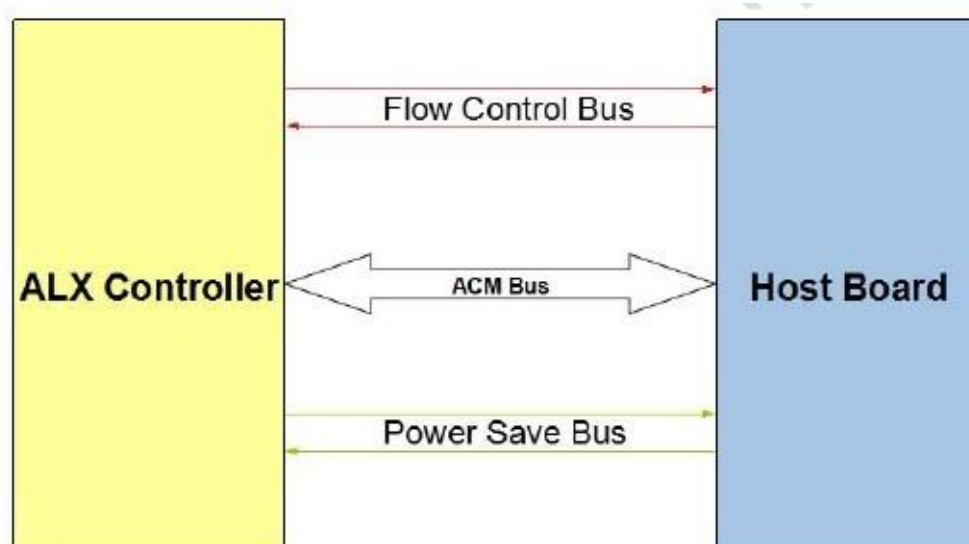 Flow Control Bus
ALX Controller
ACM Bus
Host Board
Power Save Bus